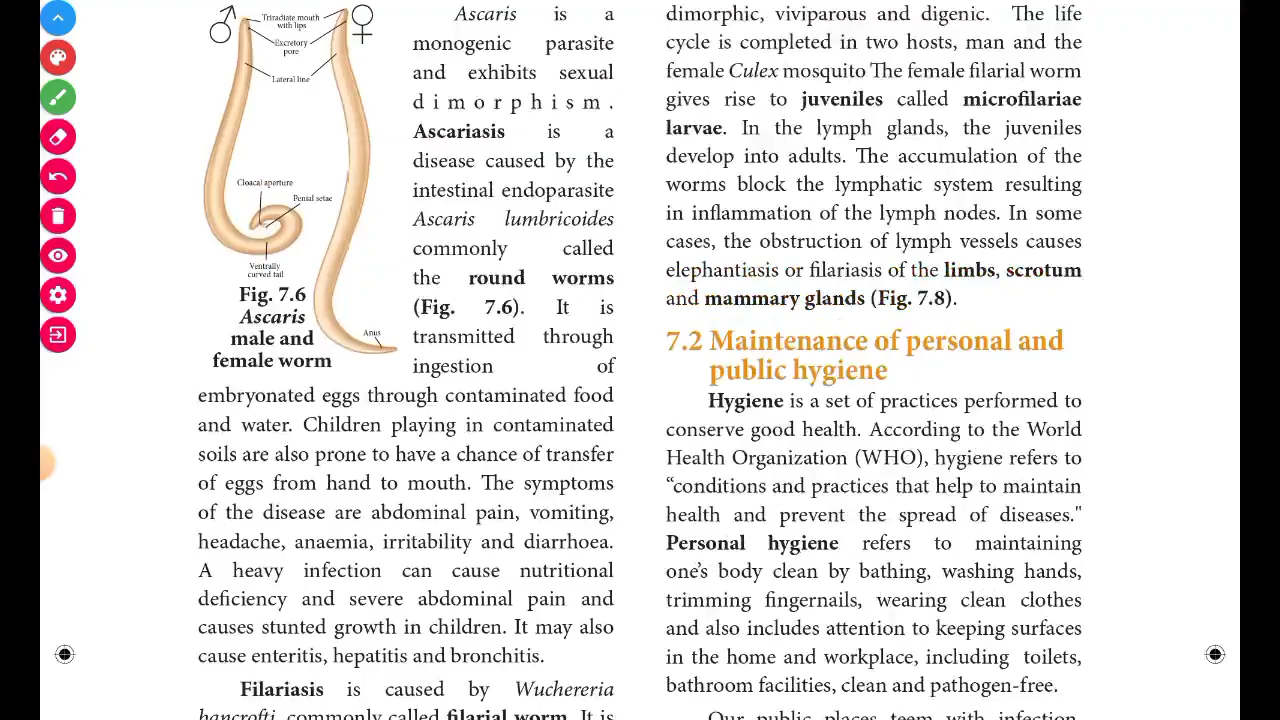 Triradiate mouth
with lips
Excretory
pore
Lateral line
Cloacal aperture
Penial setae
Ventrally
curved tail
Anus
Fig. 7.6
Ascaris
male and
female worm
Ascaris is a
monogenic parasite
and exhibits sexual
dimorphism.
Ascariasis is a
disease caused by the
intestinal endoparasite
Ascaris lumbricoides
commonly called
the round worms
(Fig. 7.6). It is
transmitted through
ingestion of
embryonated eggs through contaminated food
and water. Children playing in contaminated
soils are also prone to have a chance of transfer
of eggs from hand to mouth. The symptoms
of the disease are abdominal pain, vomiting,
headache, anaemia, irritability and diarrhoea.
A heavy infection can cause nutritional
deficiency and severe abdominal pain and
causes stunted growth in children. It may also
cause enteritis, hepatitis and bronchitis.
Filariasis is caused by Wuchereria
bancrofti, commonly called filarial worm. It is
dimorphic, viviparous and digenic. The life
cycle is completed in two hosts, man and the
female Culex mosquito The female filarial worm
gives rise to juveniles called microfilariae
larvae. In the lymph glands, the juveniles
develop into adults. The accumulation of the
worms block the lymphatic system resulting
in inflammation of the lymph nodes. In some
cases, the obstruction of lymph vessels causes
elephantiasis or filariasis of the limbs, scrotum
and mammary glands (Fig. 7.8).
7.2 Maintenance of personal and
public hygiene
Hygiene is a set of practices performed to
conserve good health. According to the World
Health Organization (WHO), hygiene refers to
“conditions and practices that help to maintain
health and prevent the spread of diseases."
Personal hygiene refers to maintaining
one’s body clean by bathing, washing hands,
trimming fingernails, wearing clean clothes
and also includes attention to keeping surfaces
in the home and workplace, including toilets,
bathroom facilities, clean and pathogen-free.
Our public places teem with infection,